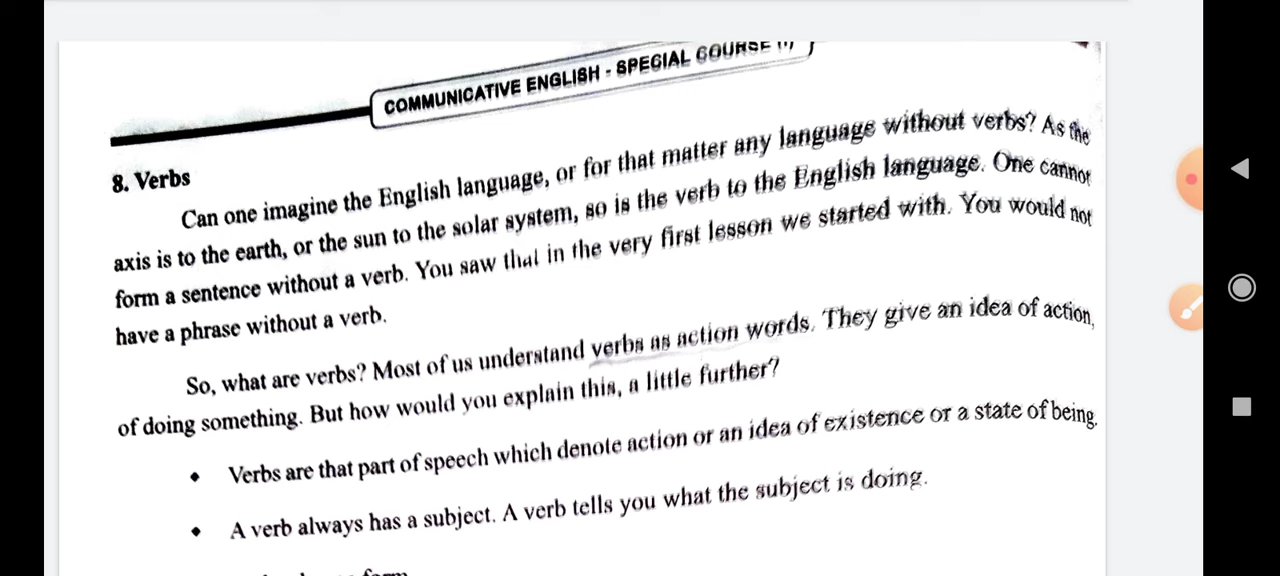 COMMUNICATIVE ENGLISH - SPECIAL COURSE
8. Verbs
Can one imagine the English language, or for that matter any language without verbs? As the
axis is to the earth, or the sun to the solar system, so is the verb to the English language. One cannot
form a sentence without a verb. You saw that in the very first lesson we started with. You would not
have a phrase without a verb.
So, what are verbs? Most of us understand verbs as action words. They give an idea of action,
of doing something. But how would you explain this, a little further?
• Verbs are that part of speech which denote action or an idea of existence or a state of being.
• A verb always has a subject. A verb tells you what the subject is doing.
form